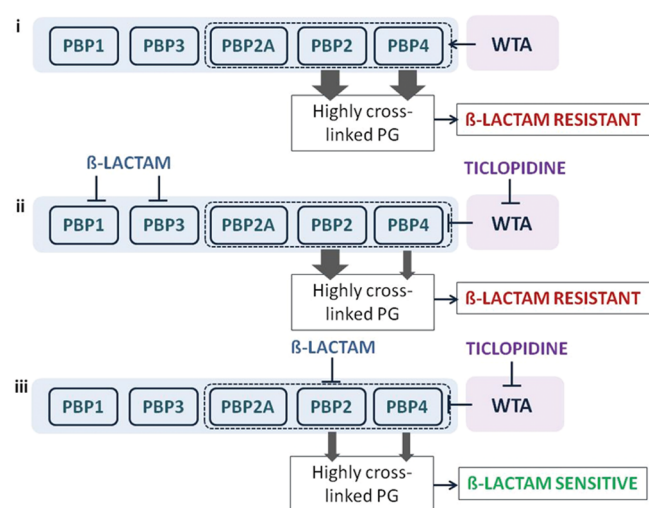 i
PBP1 PBP3 PBP2A PBP2 PBP4 WTA
Highly cross-
linked PG
ß-LACTAM RESISTANT
ß-LACTAM TICLOPIDINE
ii
PBP1 PBP3 PBP2A PBP2 PBP4 WTA
Highly cross-
linked PG
ß-LACTAM RESISTANT
ß-LACTAM TICLOPIDINE
iii
PBP1 PBP3 PBP2A PBP2 PBP4 WTA
Highly cross-
linked PG
ß-LACTAM SENSITIVE